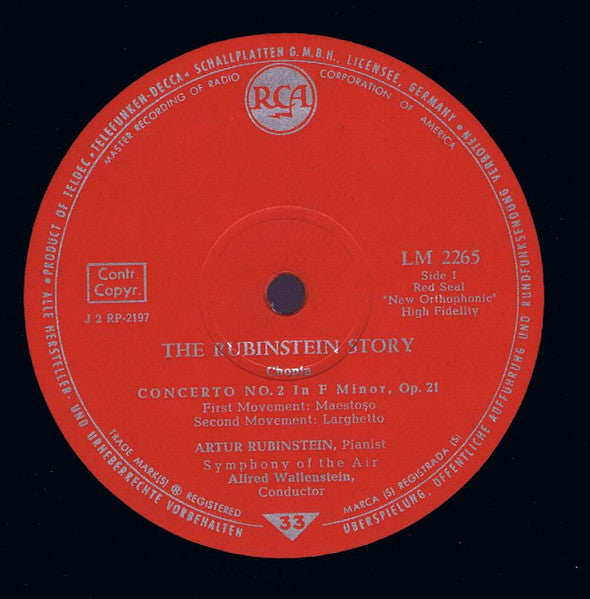 • PRODUCT OF TELDEC •TELEFUNKEN-DECCA• SCHALLPLATTEN G.M.B.H., LICENSEE, GERMANY •
VERBOTEN
MASTER RECORDING OF RADIO CORPORATION OF AMERICA
RCA
Contr.
Copyr.
J 2 RP-2197
LM 2265
Side 1
Red Seal
"New Orthophonic"
High Fidelity
THE RUBINSTEIN STORY
Chopin
CONCERTO NO.2 In F Minor, Op. 21
First Movement: Maestoso
Second Movement: Larghetto
ARTUR RUBINSTEIN, Pianist
Symphony of the Air
Alfred Wallenstein,
Conductor
TRADE MARK(S) ® REGISTERED
MARCA (S) REGISTRADA (S)
33
ALLE HERSTELLER- UND URHEBERRECHTE VORBEHALTEN
ÜBERSPIELUNG, ÖFFENTLICHE AUFFÜHRUNG UND RUNDFUNKSENDUNG